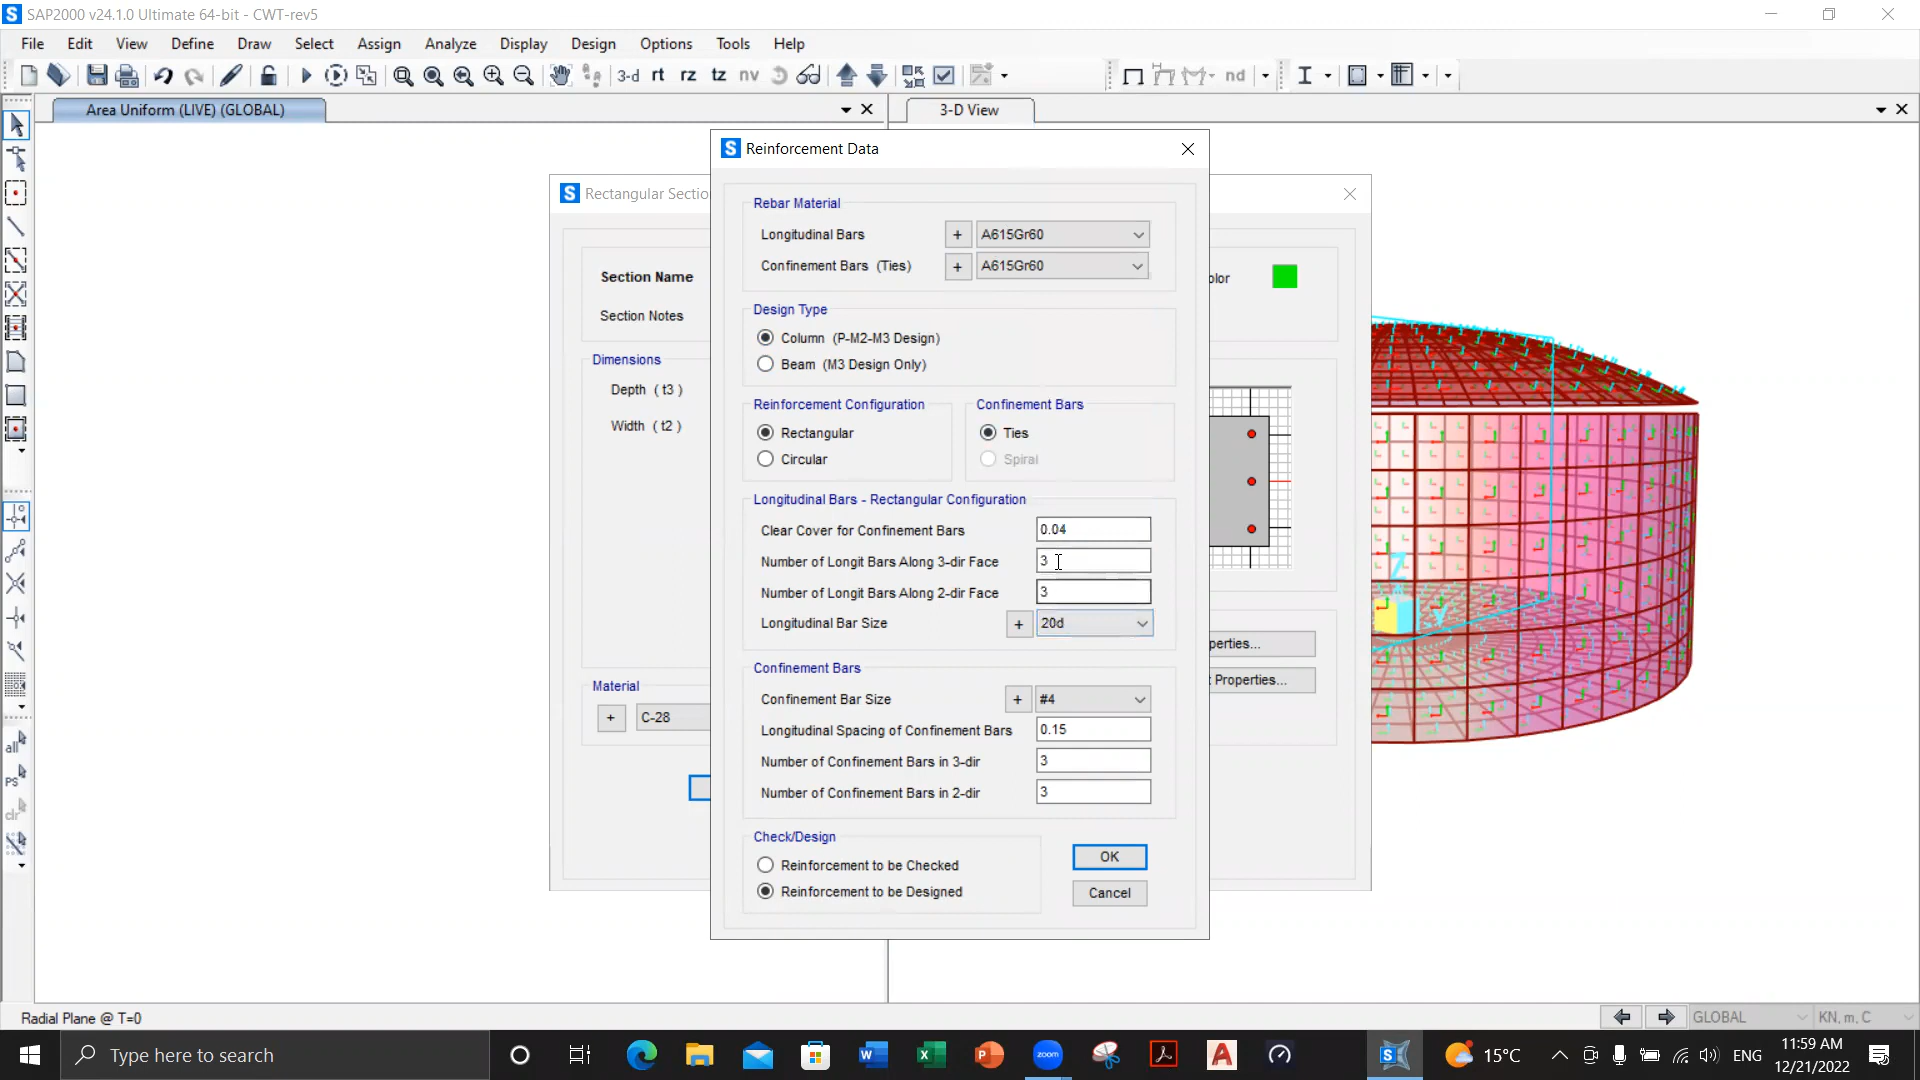 SAP2000 v24.1.0 Ultimate 64-bit - CWT-rev5
File Edit View Define Draw Select Assign Analyze Display Design Options Tools Help
3-d rt rz tz nv nd
Area Uniform (LIVE) (GLOBAL)
3-D View
Reinforcement Data
Rectangular Sectio
Rebar Material
Longitudinal Bars + A615Gr60
Confinement Bars (Ties) + A615Gr60
Section Name
olor
Section Notes
Design Type
Column (P-M2-M3 Design)
Beam (M3 Design Only)
Dimensions
Depth ( t3 )
Width ( t2 )
Reinforcement Configuration
Rectangular
Circular
Confinement Bars
Ties
Spiral
Longitudinal Bars - Rectangular Configuration
Clear Cover for Confinement Bars 0.04
Number of Longit Bars Along 3-dir Face 3
Number of Longit Bars Along 2-dir Face 3
Longitudinal Bar Size + 20d
perties...
: Properties...
Material
+ C-28
Confinement Bars
Confinement Bar Size + #4
Longitudinal Spacing of Confinement Bars 0.15
Number of Confinement Bars in 3-dir 3
Number of Confinement Bars in 2-dir 3
Check/Design
Reinforcement to be Checked
Reinforcement to be Designed
OK
Cancel
Z
Y
all
PS
clr
Radial Plane @ T=0
GLOBAL
KN, m, C
Type here to search
zoom
15°C
ENG
11:59 AM
12/21/2022